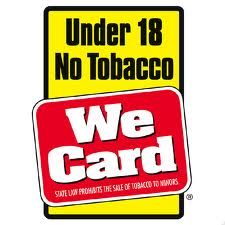 Under 18
No Tobacco
We
Card
STATE LAW PROHIBITS THE SALE OF TOBACCO TO MINORS.
®